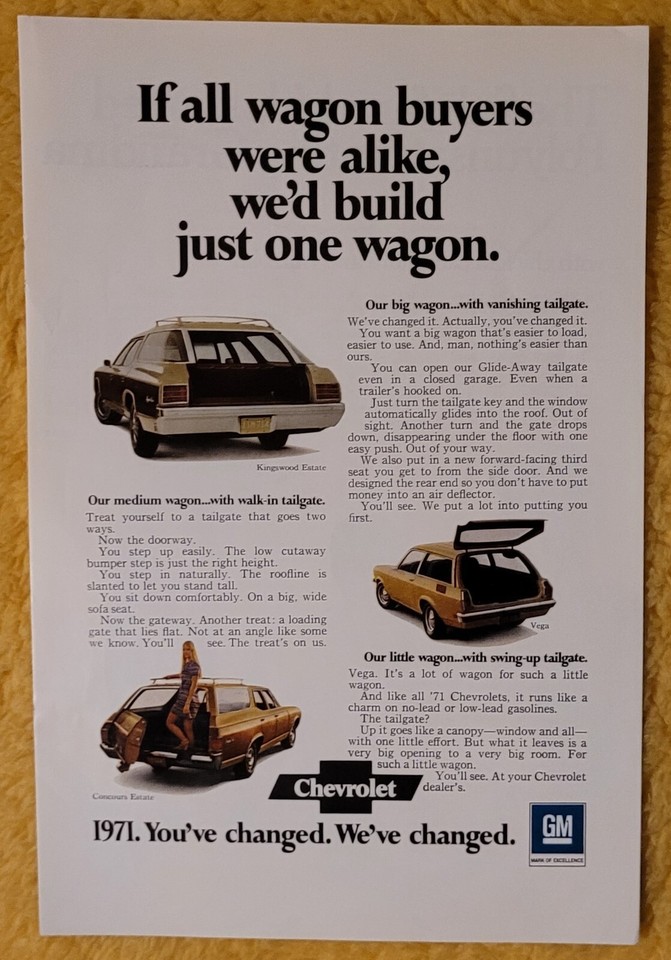 If all wagon buyers
were alike,
we'd build
just one wagon.
Kingswood Estate
Our big wagon...with vanishing tailgate.
We've changed it. Actually, you've changed it.
You want a big wagon that's easier to load,
easier to use. And, man, nothing's easier than
ours.
You can open our Glide-Away tailgate
even in a closed garage. Even when a
trailer's hooked on.
Just turn the tailgate key and the window
automatically glides into the roof. Out of
sight. Another turn and the gate drops
down, disappearing under the floor with one
easy push. Out of your way.
We also put in a new forward-facing third
seat you get to from the side door. And we
designed the rear end so you don't have to put
money into an air deflector.
You'll see. We put a lot into putting you
first.
Our medium wagon...with walk-in tailgate.
Treat yourself to a tailgate that goes two
ways.
Now the doorway.
You step up easily. The low cutaway
bumper step is just the right height.
You step in naturally. The roofline is
slanted to let you stand tall.
You sit down comfortably. On a big, wide
sofa seat.
Now the gateway. Another treat: a loading
gate that lies flat. Not at an angle like some
we know. You'll see. The treat's on us.
Concours Estate
Vega
Our little wagon...with swing-up tailgate.
Vega. It's a lot of wagon for such a little
wagon.
And like all '71 Chevrolets, it runs like a
charm on no-lead or low-lead gasolines.
The tailgate?
Up it goes like a canopy—window and all—
with one little effort. But what it leaves is a
very big opening to a very big room. For
such a little wagon.
You'll see. At your Chevrolet
dealer's.
Chevrolet
1971. You've changed. We've changed.
GM
MARK OF EXCELLENCE